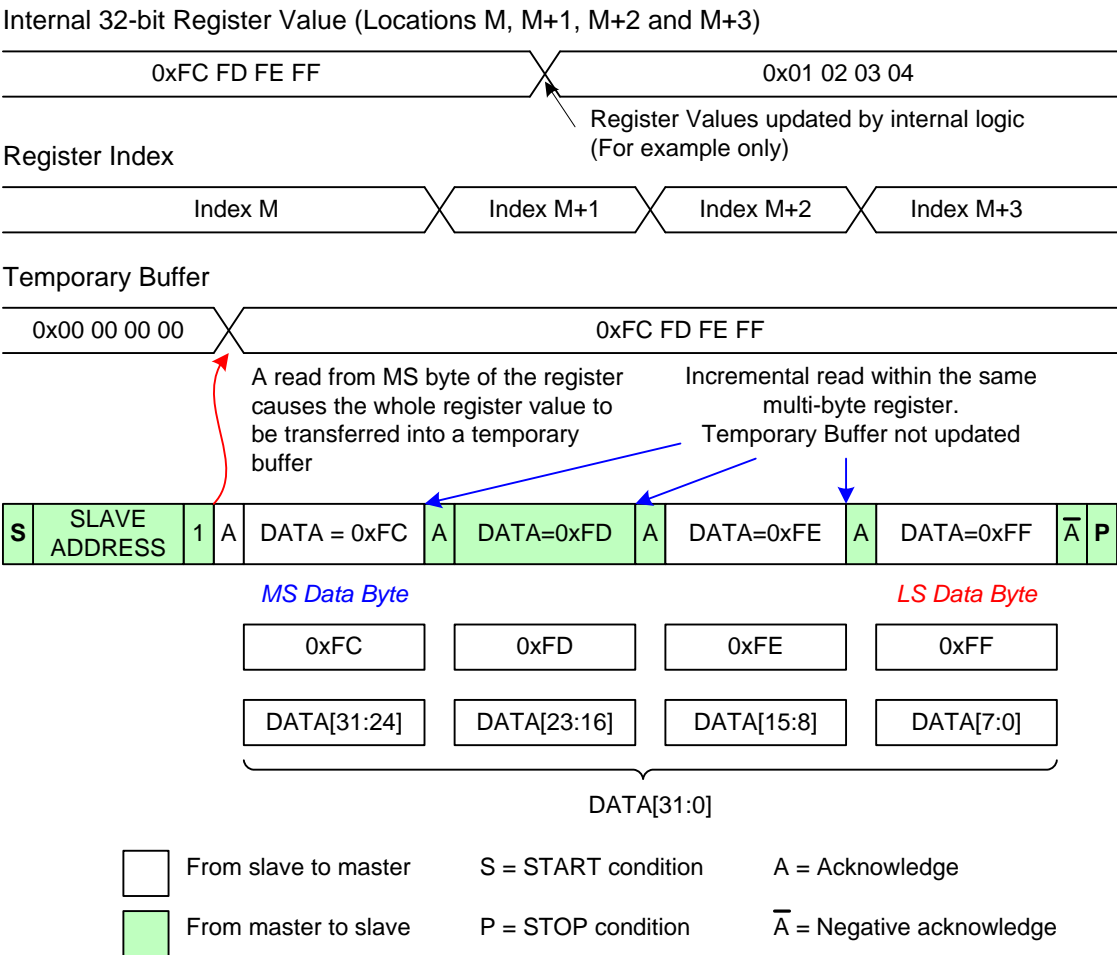 Internal 32-bit Register Value (Locations M, M+1, M+2 and M+3)
0xFC FD FE FF
0x01 02 03 04
Register Values updated by internal logic
(For example only)
Register Index
Index M
Index M+1
Index M+2
Index M+3
Temporary Buffer
0x00 00 00 00
0xFC FD FE FF
A read from MS byte of the register
causes the whole register value to
be transferred into a temporary
buffer
Incremental read within the same
multi-byte register.
Temporary Buffer not updated
S
SLAVE
ADDRESS
1
A
DATA = 0xFC
A
DATA=0xFD
A
DATA=0xFE
A
DATA=0xFF
A̅
P
MS Data Byte
LS Data Byte
0xFC
0xFD
0xFE
0xFF
DATA[31:24]
DATA[23:16]
DATA[15:8]
DATA[7:0]
DATA[31:0]
From slave to master
S = START condition
A = Acknowledge
From master to slave
P = STOP condition
A̅ = Negative acknowledge